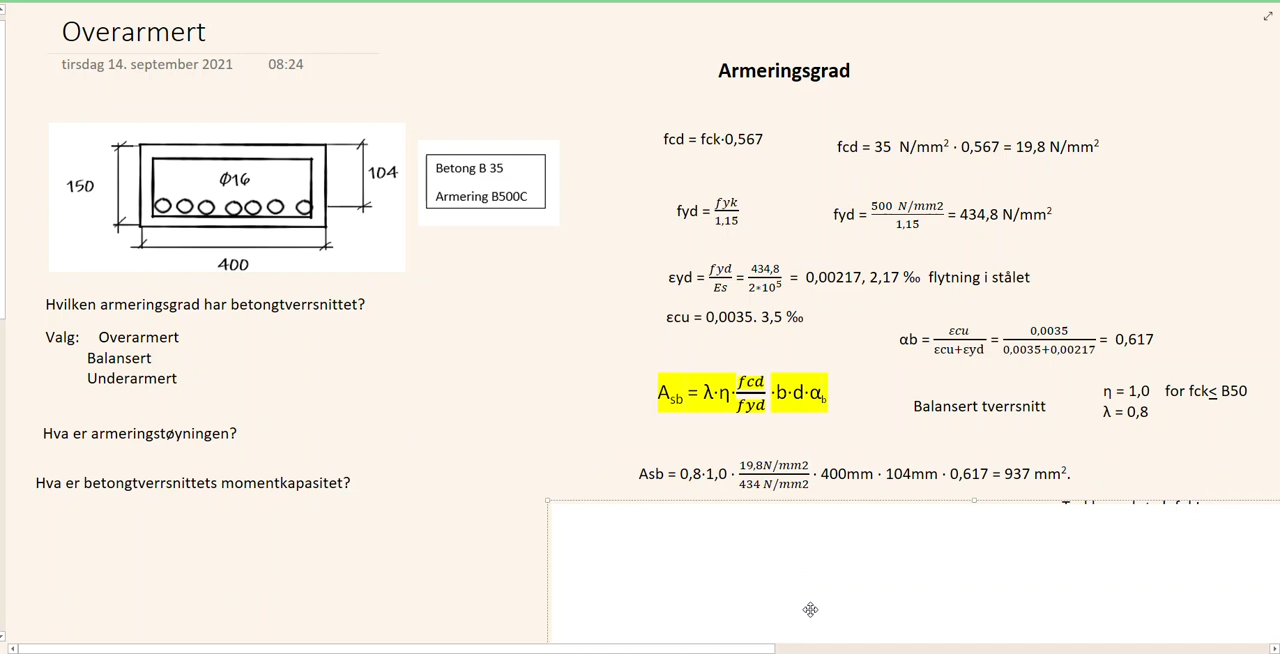 Overarmert
tirsdag 14. september 2021 08:24
150
Φ16
104
400
Betong B 35
Armering B500C
Hvilken armeringsgrad har betongtverrsnittet?
Valg: Overarmert
Balansert
Underarmert
Hva er armeringstøyningen?
Hva er betongtverrsnittets momentkapasitet?
Armeringsgrad
fcd = fck·0,567
fcd = 35 N/mm² · 0,567 = 19,8 N/mm²
fyd = fyk/1,15
fyd = 500 N/mm2/1,15 = 434,8 N/mm²
εyd = fyd/Es = 434,8/2*10⁵ = 0,00217, 2,17 ‰ flytning i stålet
εcu = 0,0035. 3,5 ‰
αb = εcu/εcu+εyd = 0,0035/0,0035+0,00217 = 0,617
Asb = λ·η·fcd/fyd·b·d·αb
Balansert tverrsnitt
η = 1,0 for fck≤ B50
λ = 0,8
Asb = 0,8·1,0 · 19,8N/mm2/434 N/mm2 · 400mm · 104mm · 0,617 = 937 mm².